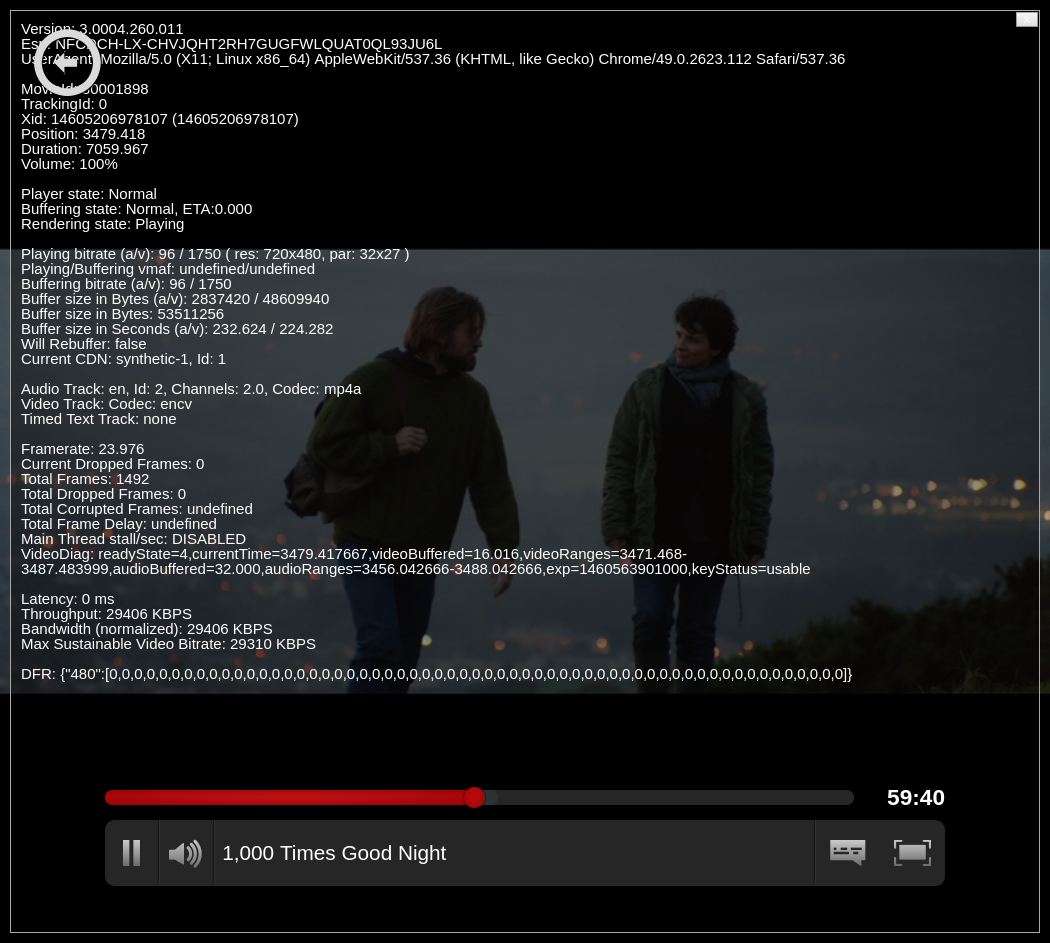 Version: 3.0004.260.011
Esn: NFCDCH-LX-CHVJQHT2RH7GUGFWLQUAT0QL93JU6L
UserAgent: Mozilla/5.0 (X11; Linux x86_64) AppleWebKit/537.36 (KHTML, like Gecko) Chrome/49.0.2623.112 Safari/537.36
MovieId: 80001898
TrackingId: 0
Xid: 14605206978107 (14605206978107)
Position: 3479.418
Duration: 7059.967
Volume: 100%
Player state: Normal
Buffering state: Normal, ETA:0.000
Rendering state: Playing
Playing bitrate (a/v): 96 / 1750 ( res: 720x480, par: 32x27 )
Playing/Buffering vmaf: undefined/undefined
Buffering bitrate (a/v): 96 / 1750
Buffer size in Bytes (a/v): 2837420 / 48609940
Buffer size in Bytes: 53511256
Buffer size in Seconds (a/v): 232.624 / 224.282
Will Rebuffer: false
Current CDN: synthetic-1, Id: 1
Audio Track: en, Id: 2, Channels: 2.0, Codec: mp4a
Video Track: Codec: encv
Timed Text Track: none
Framerate: 23.976
Current Dropped Frames: 0
Total Frames: 1492
Total Dropped Frames: 0
Total Corrupted Frames: undefined
Total Frame Delay: undefined
Main Thread stall/sec: DISABLED
VideoDiag: readyState=4,currentTime=3479.417667,videoBuffered=16.016,videoRanges=3471.468-
3487.483999,audioBuffered=32.000,audioRanges=3456.042666-3488.042666,exp=1460563901000,keyStatus=usable
Latency: 0 ms
Throughput: 29406 KBPS
Bandwidth (normalized): 29406 KBPS
Max Sustainable Video Bitrate: 29310 KBPS
DFR: {"480":[0,0,0,0,0,0,0,0,0,0,0,0,0,0,0,0,0,0,0,0,0,0,0,0,0,0,0,0,0,0,0,0,0,0,0,0,0,0,0,0,0,0,0,0,0,0,0,0,0,0,0,0,0,0,0,0,0,0,0,0]}
59:40
1,000 Times Good Night